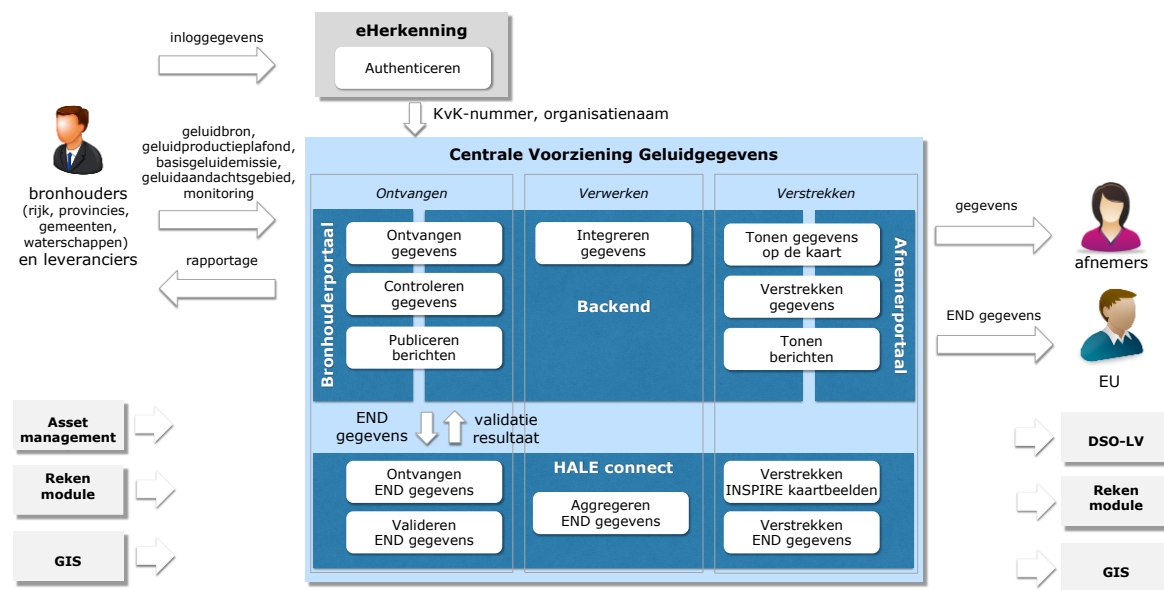 eHerkenning
Authenticeren
inloggegevens
KvK-nummer, organisatienaam
geluidbron,
geluidproductieplafond,
basisgeluidemissie,
geluidaandachtsgebied,
monitoring
bronhouders
(rijk, provincies,
gemeenten,
waterschappen)
en leveranciers
rapportage
Centrale Voorziening Geluidgegevens
Ontvangen
Verwerken
Verstrekken
Bronhouderportaal
Ontvangen
gegevens
Controleren
gegevens
Publiceren
berichten
Integreren
gegevens
Backend
Tonen gegevens
op de kaart
Verstrekken
gegevens
Tonen
berichten
Afnemerportaal
gegevens
afnemers
END gegevens
EU
END
gegevens
validatie
resultaat
Asset
management
Reken
module
GIS
HALE connect
Ontvangen
END gegevens
Valideren
END gegevens
Aggregeren
END gegevens
Verstrekken
INSPIRE kaartbeelden
Verstrekken
END gegevens
DSO-LV
Reken
module
GIS